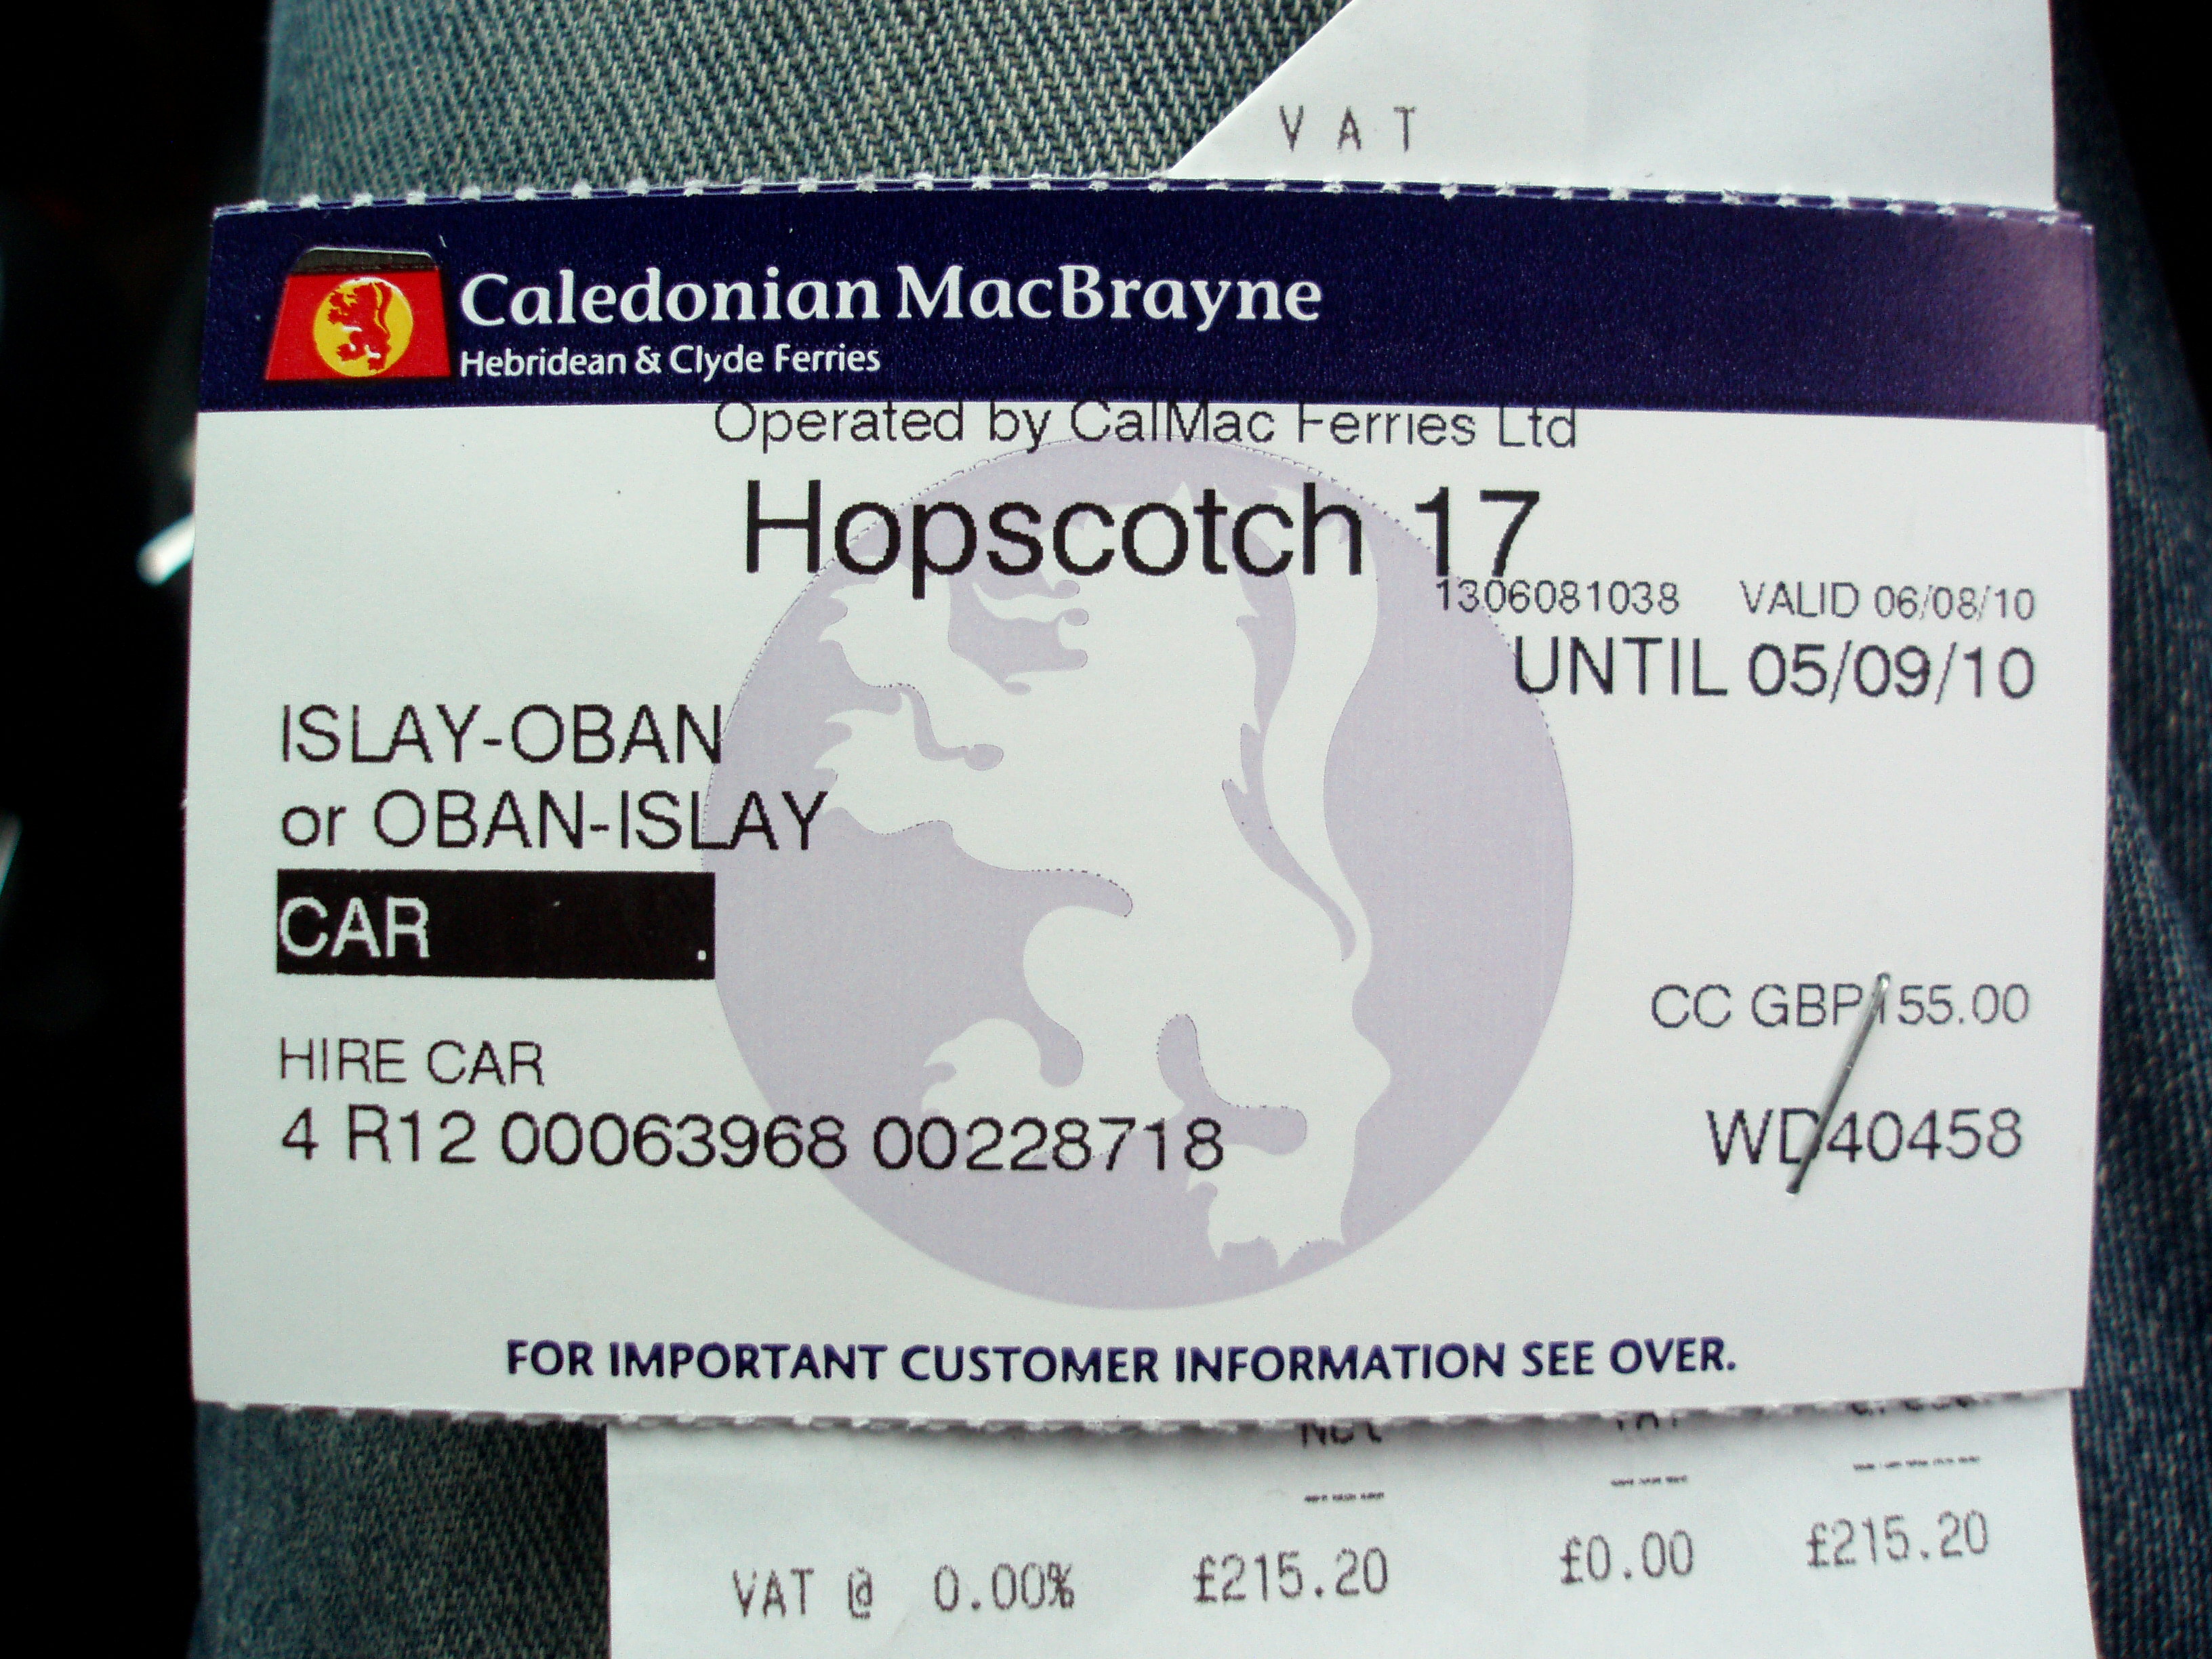 V A T
Caledonian MacBrayne
Hebridean & Clyde Ferries
Operated by CalMac Ferries Ltd
Hopscotch 17
1306081038 VALID 06/08/10
UNTIL 05/09/10
ISLAY-OBAN
or OBAN-ISLAY
CAR .
CC GBP155.00
HIRE CAR
4 R12 00063968 00228718 WD40458
FOR IMPORTANT CUSTOMER INFORMATION SEE OVER.
Net VAT
VAT @ 0.00% £215.20 £0.00 £215.20